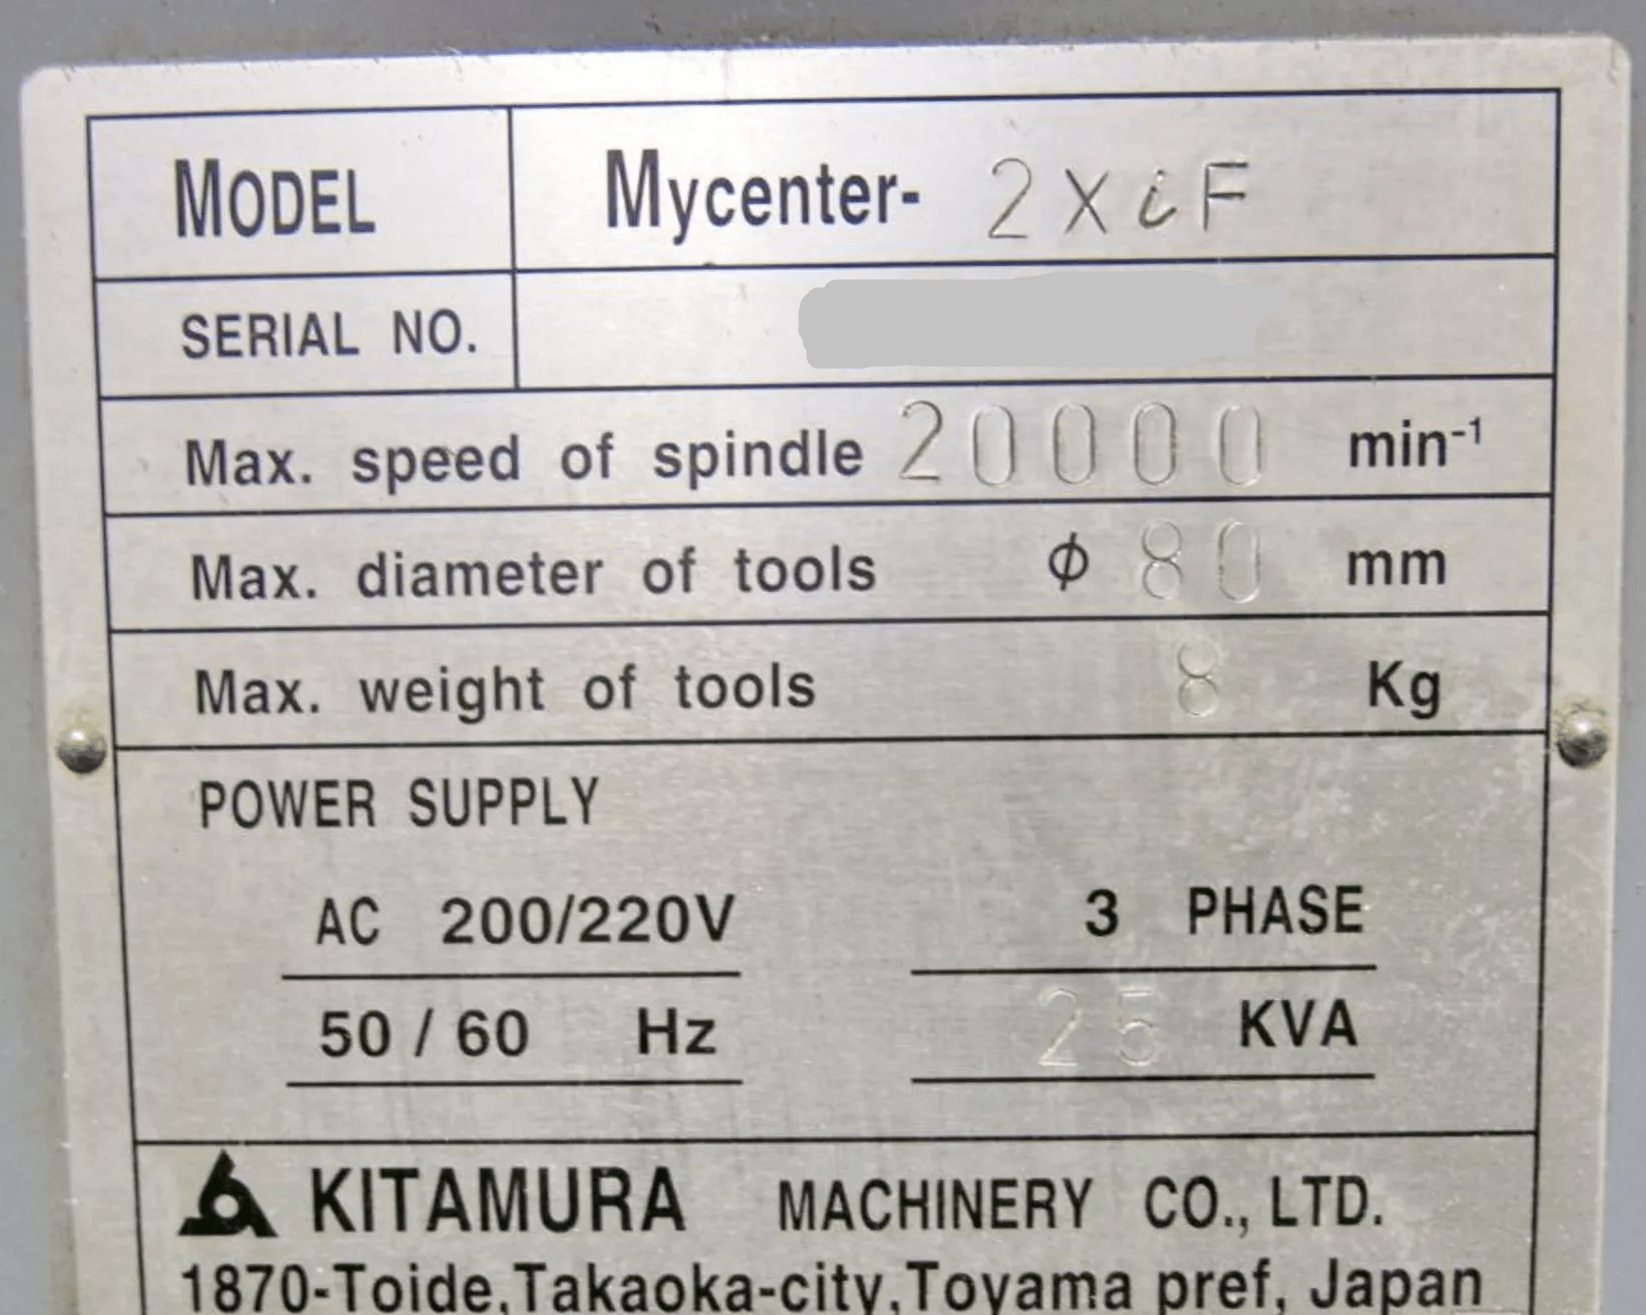 MODEL Mycenter- 2XiF
SERIAL NO.
Max. speed of spindle 20000 min⁻¹
Max. diameter of tools ϕ 80 mm
Max. weight of tools 8 Kg
POWER SUPPLY
AC 200/220V 3 PHASE
50 / 60 Hz 25 KVA
KITAMURA MACHINERY CO., LTD.
1870-Toide,Takaoka-city,Toyama pref, Japan